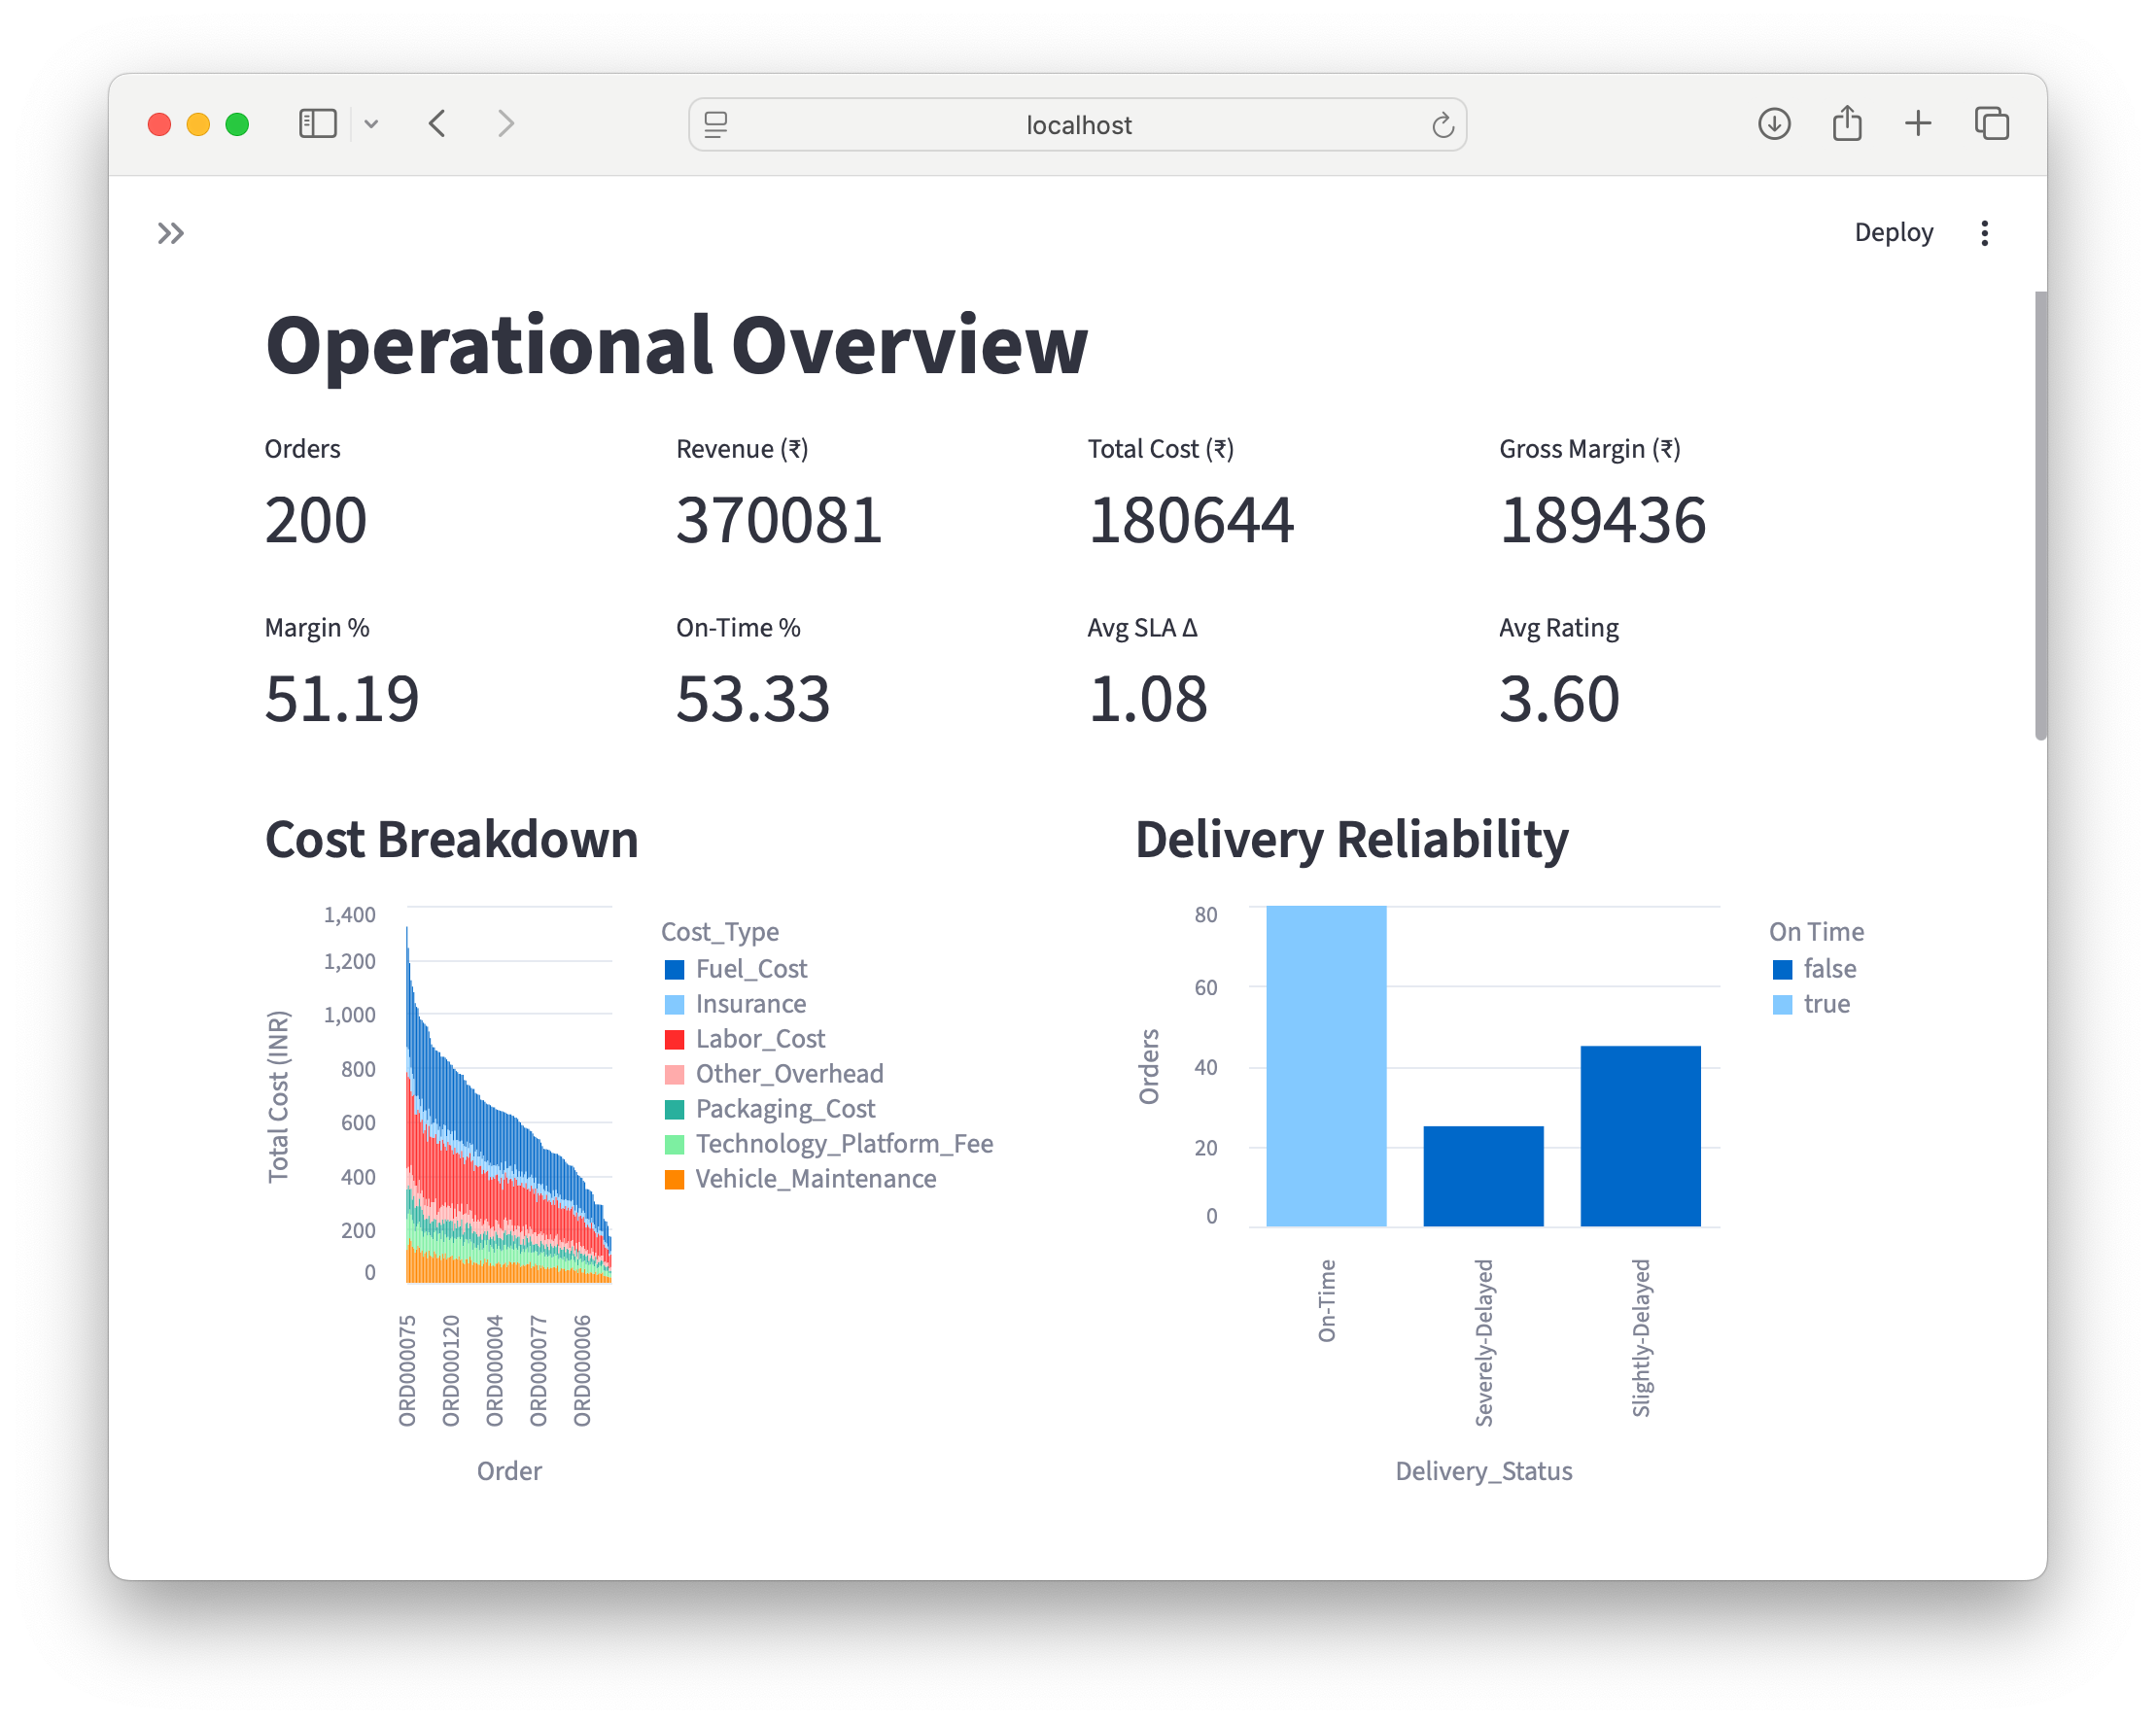 localhost
Deploy
Operational Overview
Orders
200
Revenue (₹)
370081
Total Cost (₹)
180644
Gross Margin (₹)
189436
Margin %
51.19
On-Time %
53.33
Avg SLA Δ
1.08
Avg Rating
3.60
Cost Breakdown
Total Cost (INR)
1,400
1,200
1,000
800
600
400
200
0
ORD000075
ORD000120
ORD000004
ORD000077
ORD000006
Order
Cost_Type
Fuel_Cost
Insurance
Labor_Cost
Other_Overhead
Packaging_Cost
Technology_Platform_Fee
Vehicle_Maintenance
Delivery Reliability
Orders
80
60
40
20
0
On-Time
Severely-Delayed
Slightly-Delayed
Delivery_Status
On Time
false
true